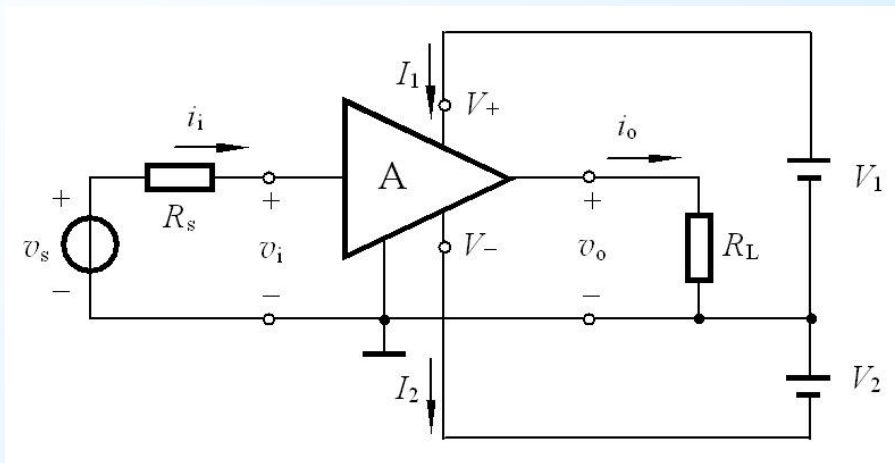 I₁
V₊
iᵢ
iₒ
A
V₁
+
Rₛ
+
+
vₛ
vᵢ
V₋
vₒ
R_L
−
−
−
I₂
V₂